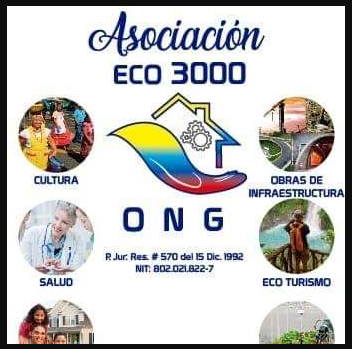 Asociación
ECO 3000
CULTURA
OBRAS DE
INFRAESTRUCTURA
O N G
P. Jur. Res. # 570 del 15 Dic. 1992
NIT: 802.021.822-7
SALUD
ECO TURISMO